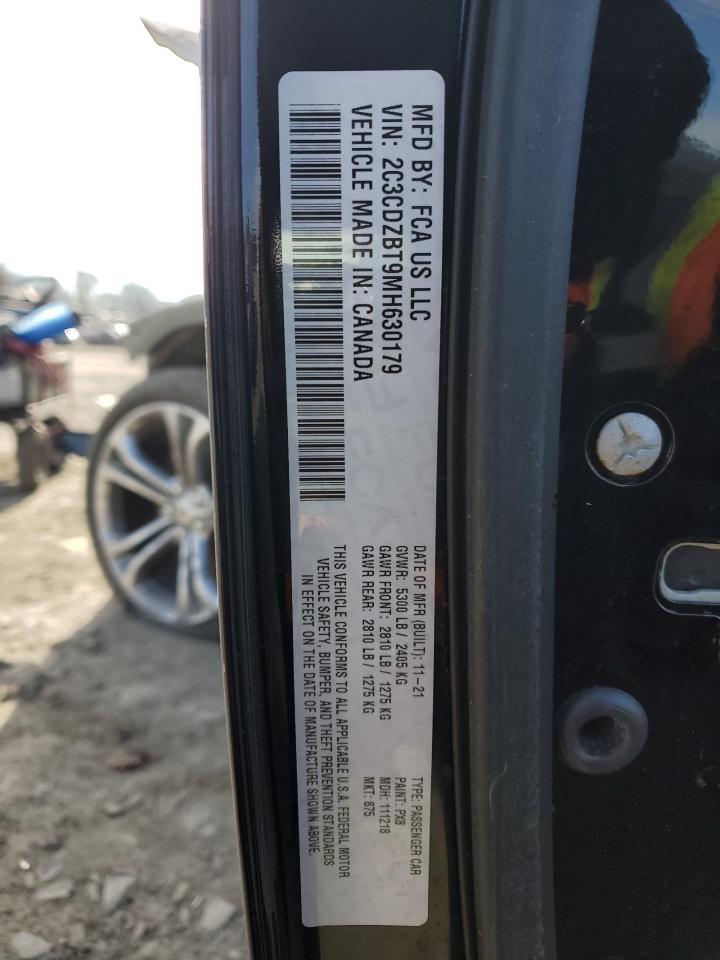 MFD BY: FCA US LLC
VIN: 2C3CDZBT9MH630179
VEHICLE MADE IN: CANADA
DATE OF MFR (BUILT): 11-21
GVWR: 5300 LB / 2405 KG
GAWR FRONT: 2810 LB / 1275 KG
GAWR REAR: 2810 LB / 1275 KG
TYPE: PASSENGER CAR
PAINT: PX8
MDH: 111218
MKT: 875
THIS VEHICLE CONFORMS TO ALL APPLICABLE U.S.A. FEDERAL MOTOR
VEHICLE SAFETY, BUMPER, AND THEFT PREVENTION STANDARDS
IN EFFECT ON THE DATE OF MANUFACTURE SHOWN ABOVE.